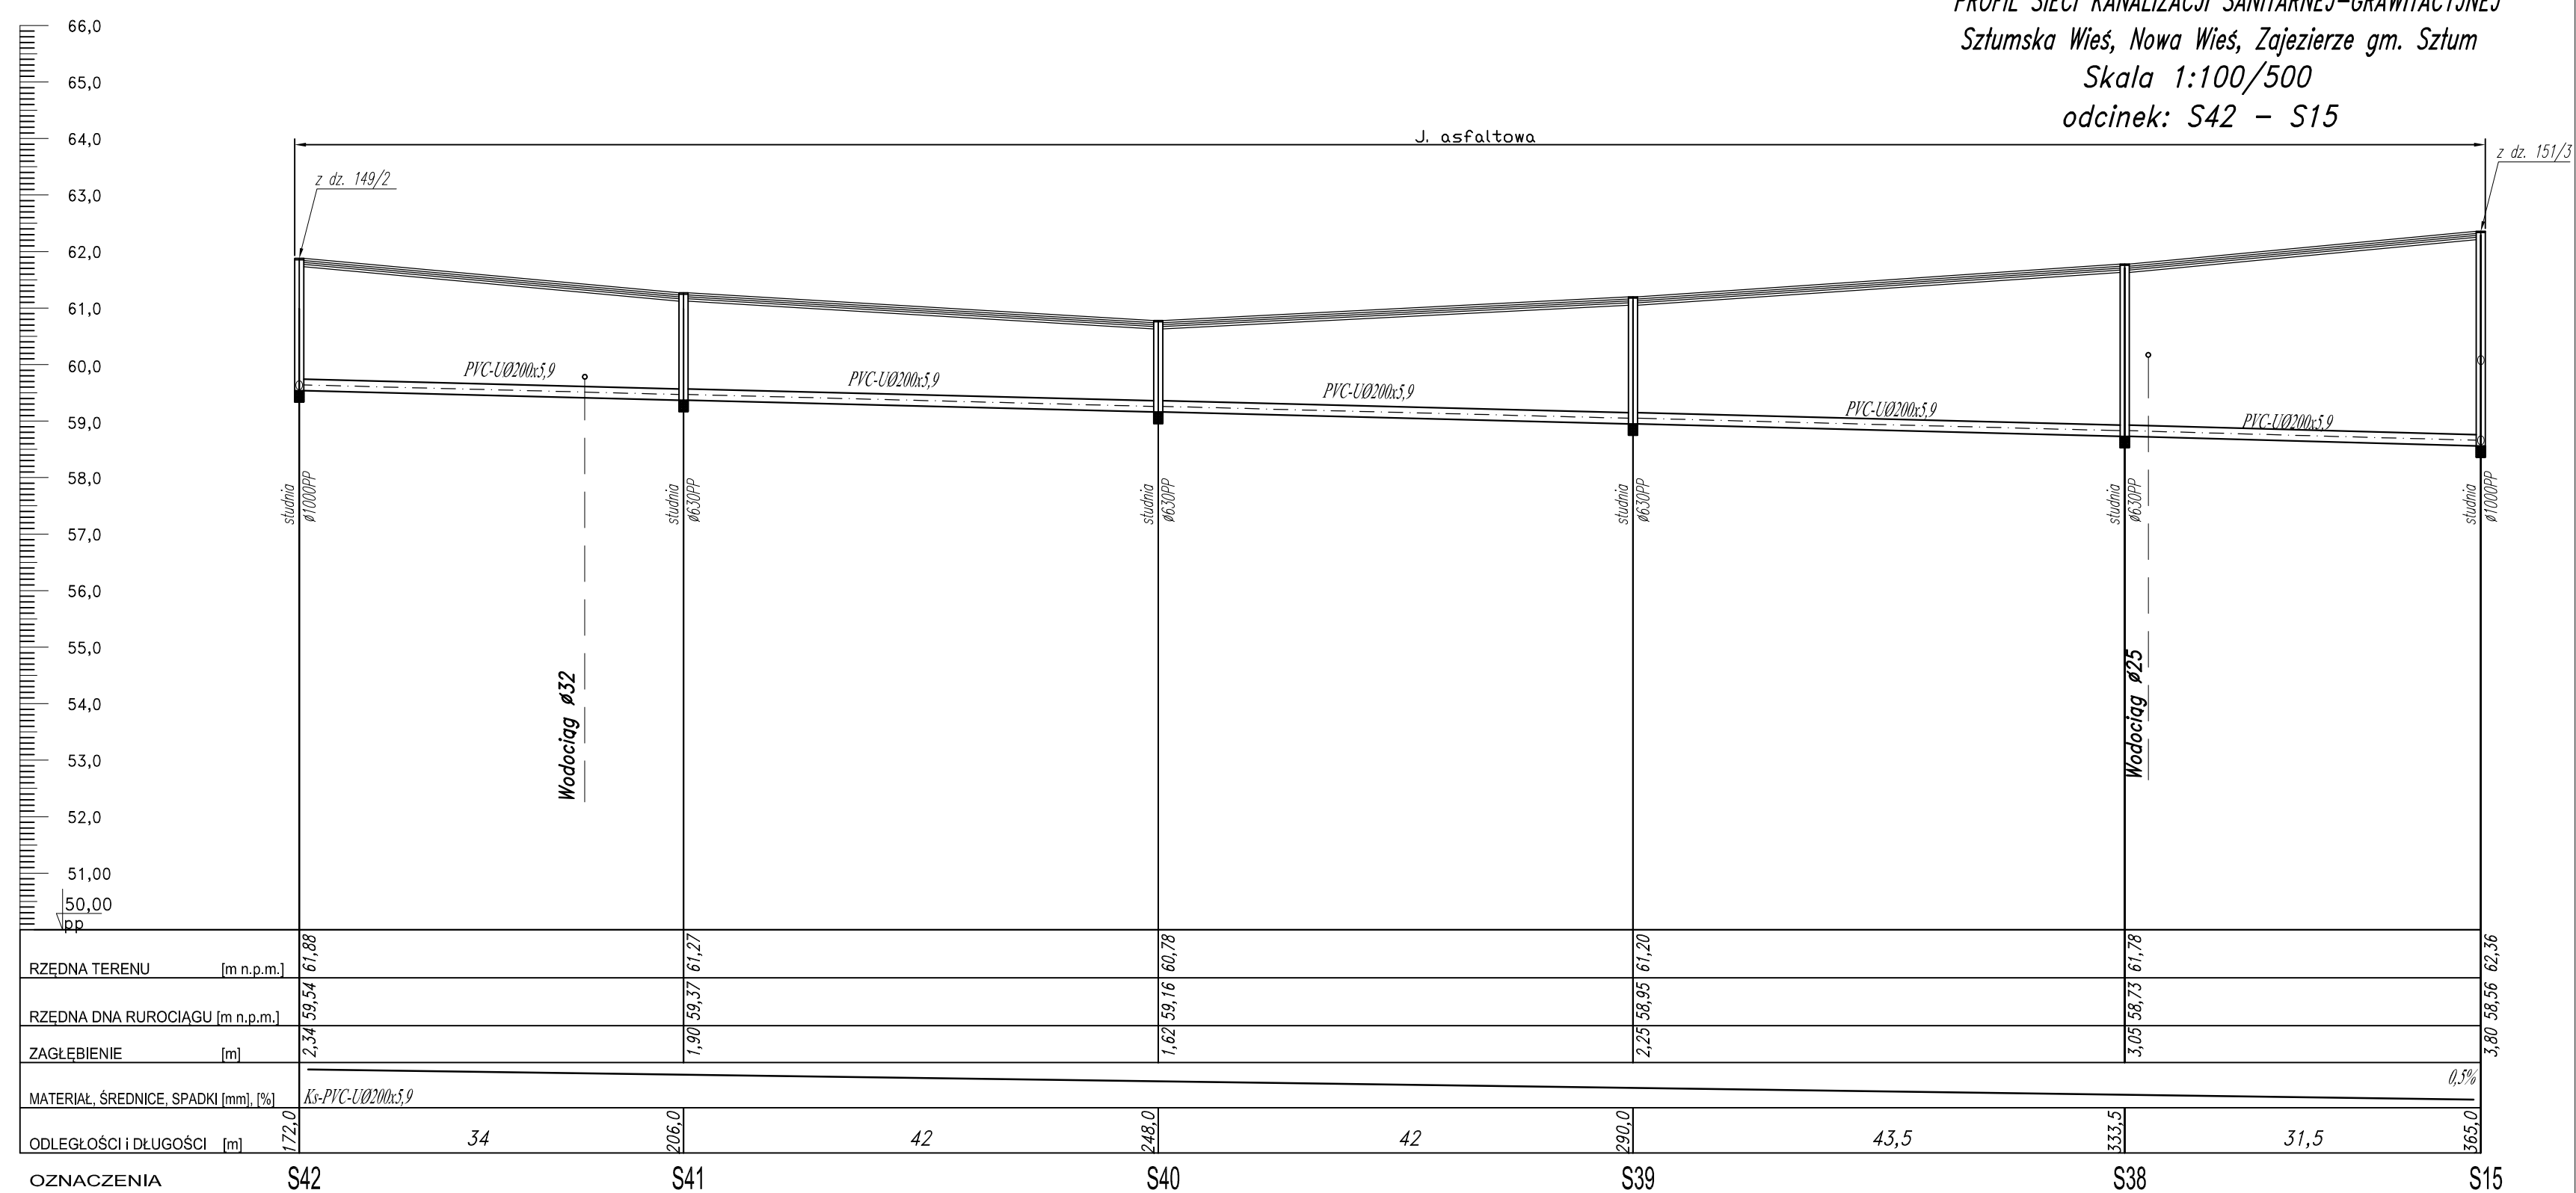 PROFIL SIECI KANALIZACJI SANITARNEJ-GRAWITACYJNEJ
Sztumska Wieś, Nowa Wieś, Zajezierze gm. Sztum
Skala 1:100/500
odcinek: S42 - S15
66,0
65,0
64,0
63,0
62,0
61,0
60,0
59,0
58,0
57,0
56,0
55,0
54,0
53,0
52,0
51,00
50,00
pp
J. asfaltowa
z dz. 149/2
z dz. 151/3
PVC-UØ200x5,9
PVC-UØ200x5,9
PVC-UØ200x5,9
PVC-UØ200x5,9
PVC-UØ200x5,9
studnia
ø1000PP
studnia
ø630PP
studnia
ø630PP
studnia
ø630PP
studnia
ø630PP
studnia
ø1000PP
Wodociąg ø32
Wodociąg ø25
RZĘDNA TERENU [m n.p.m.] 61,88 61,27 60,78 61,20 61,78 62,36
RZĘDNA DNA RUROCIĄGU [m n.p.m.] 59,54 59,37 59,16 58,95 58,73 58,56
ZAGŁĘBIENIE [m] 2,34 1,90 1,62 2,25 3,05 3,80
MATERIAŁ, ŚREDNICE, SPADKI [mm], [%] Ks-PVC-UØ200x5,9 0,5%
ODLEGŁOŚCI i DŁUGOŚCI [m] 172,0 34 206,0 42 248,0 42 290,0 43,5 333,5 31,5 365,0
OZNACZENIA S42 S41 S40 S39 S38 S15